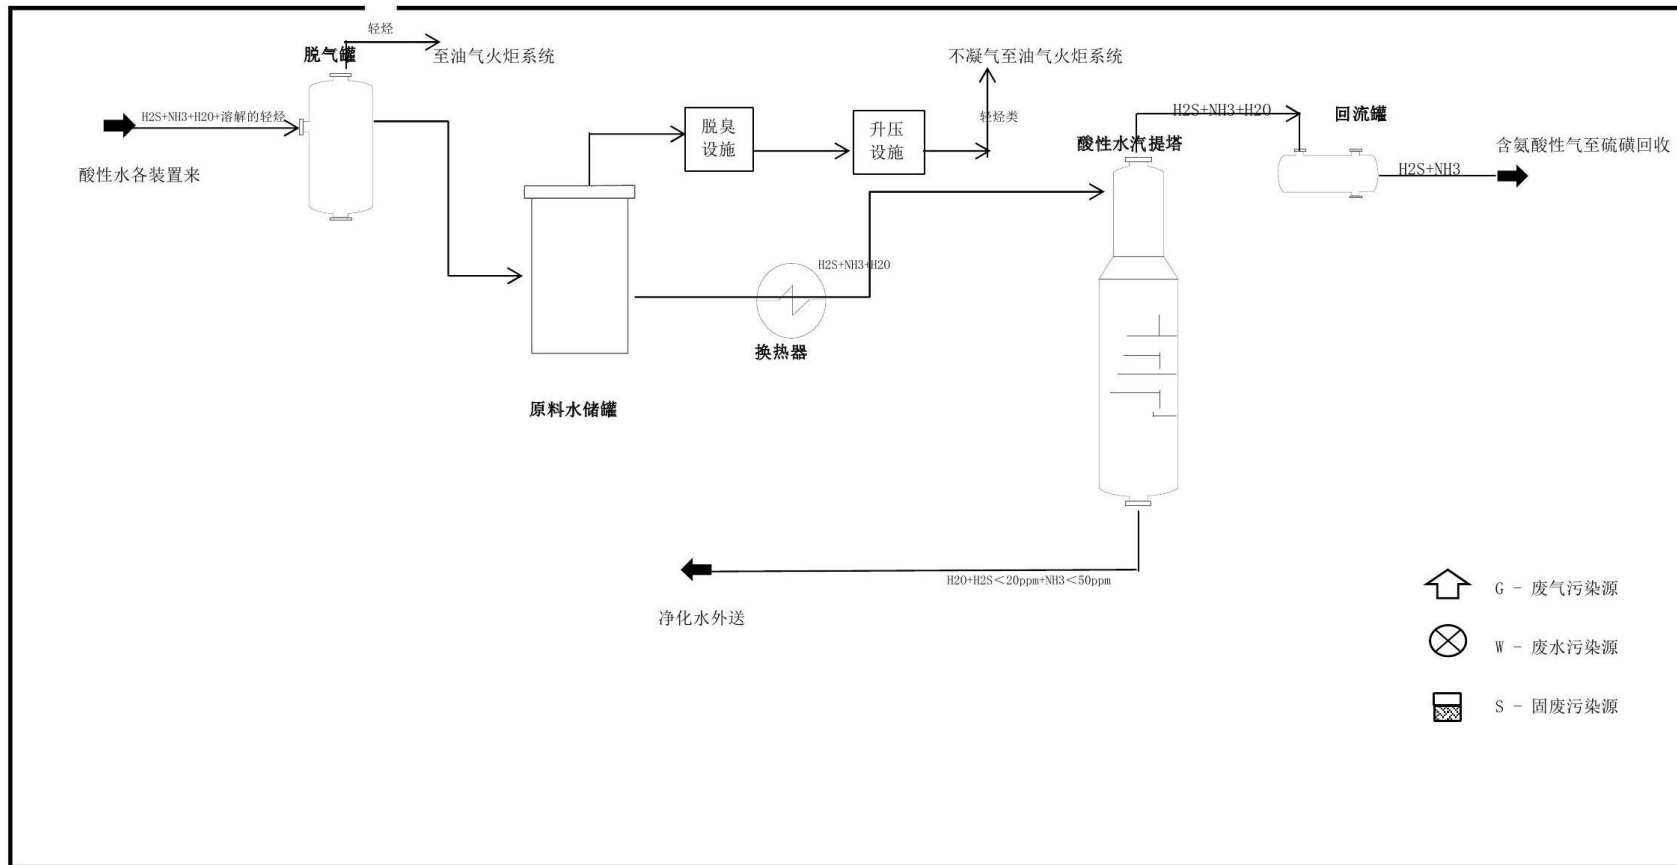 轻烃
脱气罐
至油气火炬系统
不凝气至油气火炬系统
H2S+NH3+H2O+溶解的轻烃
酸性水各装置来
脱臭
设施
升压
设施
轻烃类
H2S+NH3+H2O
回流罐
酸性水汽提塔
含氨酸性气至硫磺回收
H2S+NH3
H2S+NH3+H2O
换热器
原料水储罐
H2O+H2S＜20ppm+NH3＜50ppm
净化水外送
G - 废气污染源
W - 废水污染源
S - 固废污染源